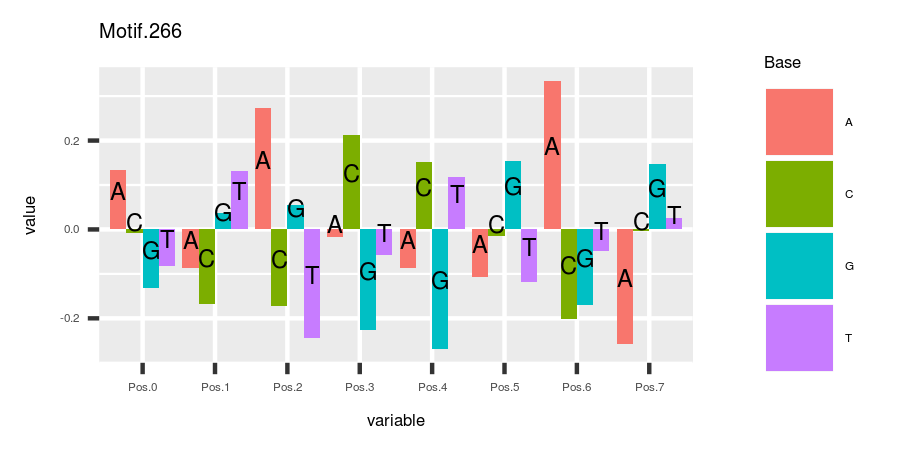 Motif.266
Base
A
C
G
T
value
0.2
0.0
-0.2
A C G T A C G T A C G T A C G T A C G T A C G T A C G T A C G T
Pos.0 Pos.1 Pos.2 Pos.3 Pos.4 Pos.5 Pos.6 Pos.7
variable